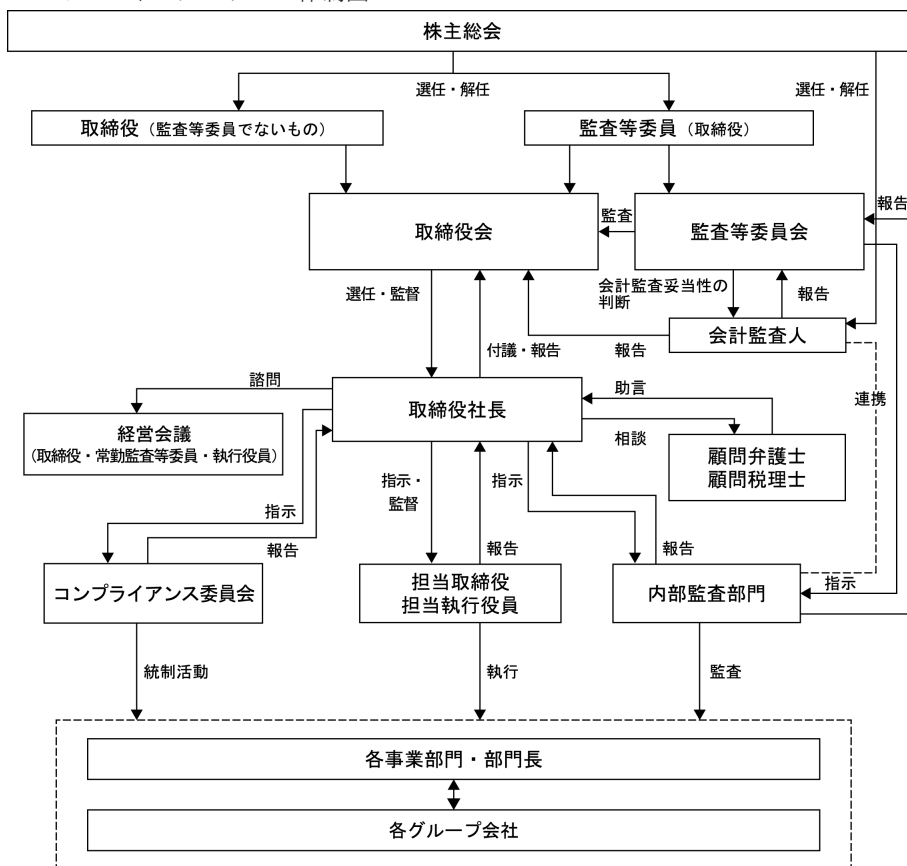 株主総会
選任・解任
選任・解任
取締役（監査等委員でないもの）
監査等委員（取締役）
取締役会
監査
監査等委員会
報告
選任・監督
会計監査妥当性の
判断
報告
付議・報告
報告
会計監査人
諮問
取締役社長
助言
連携
経営会議
（取締役・常勤監査等委員・執行役員）
相談
顧問弁護士
顧問税理士
指示
報告
指示・
監督
報告
指示
報告
コンプライアンス委員会
担当取締役
担当執行役員
内部監査部門
指示
統制活動
執行
監査
各事業部門・部門長
各グループ会社